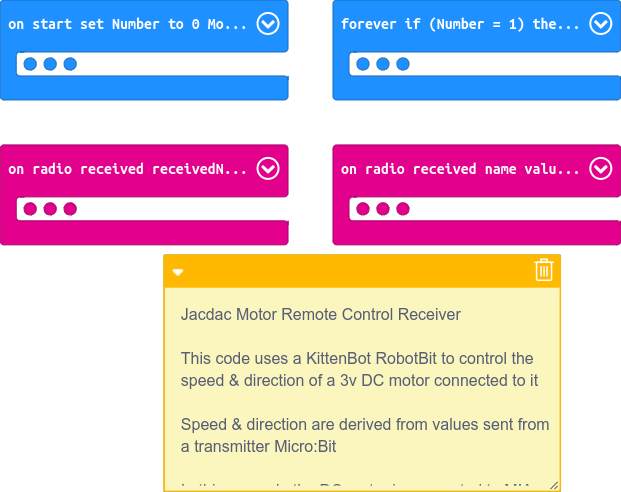 on start set Number to 0 Mo...
forever if (Number = 1) the...
on radio received receivedN...
on radio received name valu...
Jacdac Motor Remote Control Receiver
This code uses a KittenBot RobotBit to control the
speed & direction of a 3v DC motor connected to it
Speed & direction are derived from values sent from
a transmitter Micro:Bit